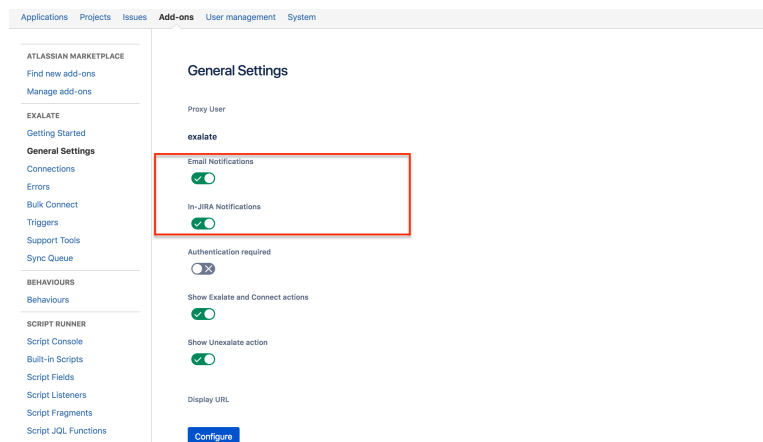 Applications Projects Issues Add-ons User management System
ATLASSIAN MARKETPLACE
Find new add-ons
Manage add-ons
EXALATE
Getting Started
General Settings
Connections
Errors
Bulk Connect
Triggers
Support Tools
Sync Queue
BEHAVIOURS
Behaviours
SCRIPT RUNNER
Script Console
Built-in Scripts
Script Fields
Script Listeners
Script Fragments
Script JQL Functions
General Settings
Proxy User
exalate
Email Notifications
In-JIRA Notifications
Authentication required
Show Exalate and Connect actions
Show Unexalate action
Display URL
Configure